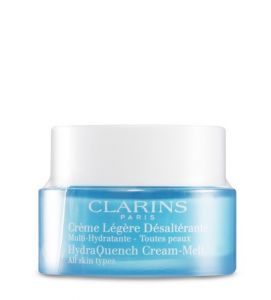 CLARINS
PARIS
Crème Légère Désaltérante
Multi-Hydratante - Toutes peaux
HydraQuench Cream-Melt
All skin types